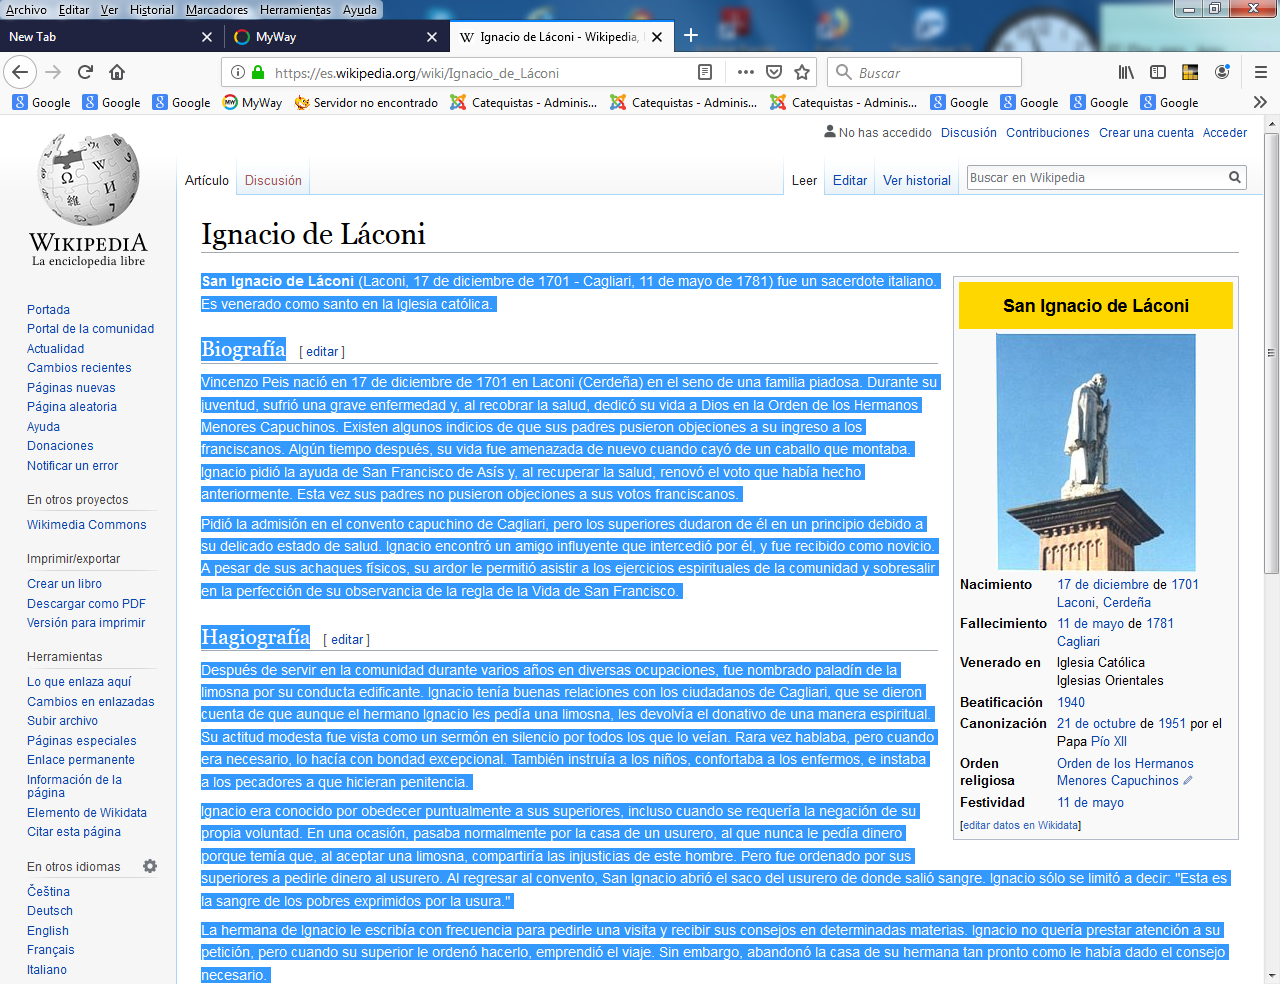 Archivo Editar Ver Historial Marcadores Herramientas Ayuda
New Tab
MyWay
Ignacio de Láconi - Wikipedia,
https://es.wikipedia.org/wiki/Ignacio_de_Láconi
Buscar
Google
Google
Google
MyWay
Servidor no encontrado
Catequistas - Adminis...
Catequistas - Adminis...
Catequistas - Adminis...
Google
Google
Google
Google
No has accedido Discusión Contribuciones Crear una cuenta Acceder
Artículo Discusión
Leer Editar Ver historial
Buscar en Wikipedia
WIKIPEDIA
La enciclopedia libre
Portada
Portal de la comunidad
Actualidad
Cambios recientes
Páginas nuevas
Página aleatoria
Ayuda
Donaciones
Notificar un error
En otros proyectos
Wikimedia Commons
Imprimir/exportar
Crear un libro
Descargar como PDF
Versión para imprimir
Herramientas
Lo que enlaza aquí
Cambios en enlazadas
Subir archivo
Páginas especiales
Enlace permanente
Información de la
página
Elemento de Wikidata
Citar esta página
En otros idiomas
Čeština
Deutsch
English
Français
Italiano
Ignacio de Láconi
San Ignacio de Láconi (Laconi, 17 de diciembre de 1701 - Cagliari, 11 de mayo de 1781) fue un sacerdote italiano.
Es venerado como santo en la Iglesia católica.
Biografía [ editar ]
Vincenzo Peis nació en 17 de diciembre de 1701 en Laconi (Cerdeña) en el seno de una familia piadosa. Durante su
juventud, sufrió una grave enfermedad y, al recobrar la salud, dedicó su vida a Dios en la Orden de los Hermanos
Menores Capuchinos. Existen algunos indicios de que sus padres pusieron objeciones a su ingreso a los
franciscanos. Algún tiempo después, su vida fue amenazada de nuevo cuando cayó de un caballo que montaba.
Ignacio pidió la ayuda de San Francisco de Asís y, al recuperar la salud, renovó el voto que había hecho
anteriormente. Esta vez sus padres no pusieron objeciones a sus votos franciscanos.
Pidió la admisión en el convento capuchino de Cagliari, pero los superiores dudaron de él en un principio debido a
su delicado estado de salud. Ignacio encontró un amigo influyente que intercedió por él, y fue recibido como novicio.
A pesar de sus achaques físicos, su ardor le permitió asistir a los ejercicios espirituales de la comunidad y sobresalir
en la perfección de su observancia de la regla de la Vida de San Francisco.
Hagiografía [ editar ]
Después de servir en la comunidad durante varios años en diversas ocupaciones, fue nombrado paladín de la
limosna por su conducta edificante. Ignacio tenía buenas relaciones con los ciudadanos de Cagliari, que se dieron
cuenta de que aunque el hermano Ignacio les pedía una limosna, les devolvía el donativo de una manera espiritual.
Su actitud modesta fue vista como un sermón en silencio por todos los que lo veían. Rara vez hablaba, pero cuando
era necesario, lo hacía con bondad excepcional. También instruía a los niños, confortaba a los enfermos, e instaba
a los pecadores a que hicieran penitencia.
Ignacio era conocido por obedecer puntualmente a sus superiores, incluso cuando se requería la negación de su
propia voluntad. En una ocasión, pasaba normalmente por la casa de un usurero, al que nunca le pedía dinero
porque temía que, al aceptar una limosna, compartiría las injusticias de este hombre. Pero fue ordenado por sus
superiores a pedirle dinero al usurero. Al regresar al convento, San Ignacio abrió el saco del usurero de donde salió sangre. Ignacio sólo se limitó a decir: "Esta es
la sangre de los pobres exprimidos por la usura."
La hermana de Ignacio le escribía con frecuencia para pedirle una visita y recibir sus consejos en determinadas materias. Ignacio no quería prestar atención a su
petición, pero cuando su superior le ordenó hacerlo, emprendió el viaje. Sin embargo, abandonó la casa de su hermana tan pronto como le había dado el consejo
necesario.
San Ignacio de Láconi
Nacimiento 17 de diciembre de 1701
Laconi, Cerdeña
Fallecimiento 11 de mayo de 1781
Cagliari
Venerado en Iglesia Católica
Iglesias Orientales
Beatificación 1940
Canonización 21 de octubre de 1951 por el
Papa Pío XII
Orden religiosa Orden de los Hermanos
Menores Capuchinos
Festividad 11 de mayo
[editar datos en Wikidata]